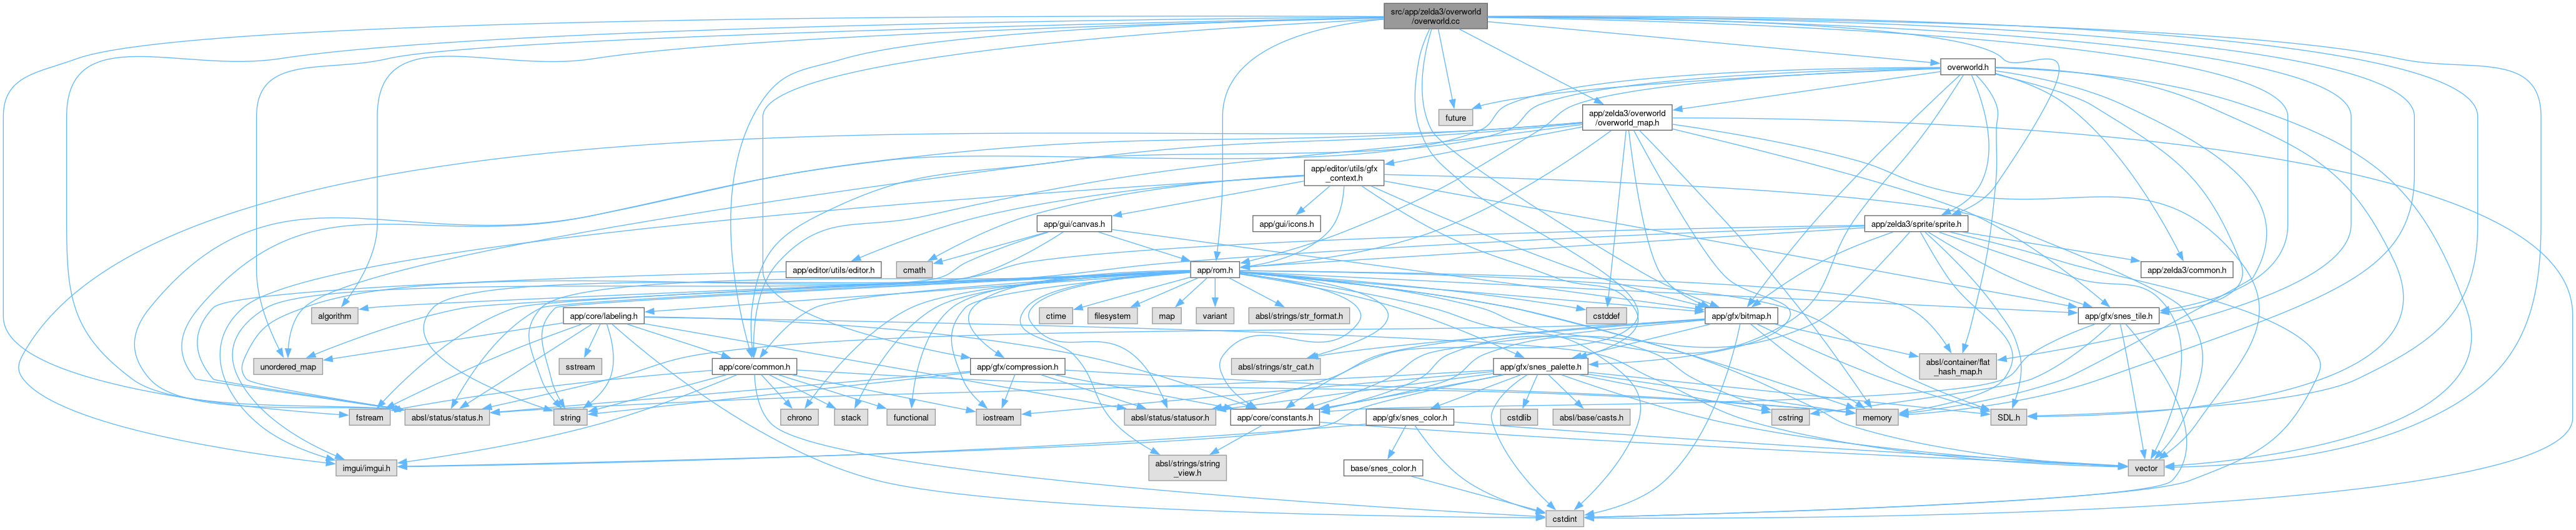 src/app/zelda3/overworld
/overworld.cc
overworld.h
future
app/zelda3/overworld
/overworld_map.h
app/editor/utils/gfx
_context.h
app/gui/canvas.h
app/gui/icons.h
app/zelda3/sprite/sprite.h
app/editor/utils/editor.h
cmath
app/rom.h
app/zelda3/common.h
algorithm
app/core/labeling.h
ctime
filesystem
map
variant
absl/strings/str_format.h
cstddef
app/gfx/bitmap.h
app/gfx/snes_tile.h
unordered_map
sstream
app/core/common.h
app/gfx/compression.h
absl/strings/str_cat.h
app/gfx/snes_palette.h
absl/container/flat
_hash_map.h
fstream
absl/status/status.h
string
chrono
stack
functional
iostream
absl/status/statusor.h
app/core/constants.h
app/gfx/snes_color.h
cstdlib
absl/base/casts.h
cstring
memory
SDL.h
imgui/imgui.h
absl/strings/string
_view.h
base/snes_color.h
vector
cstdint